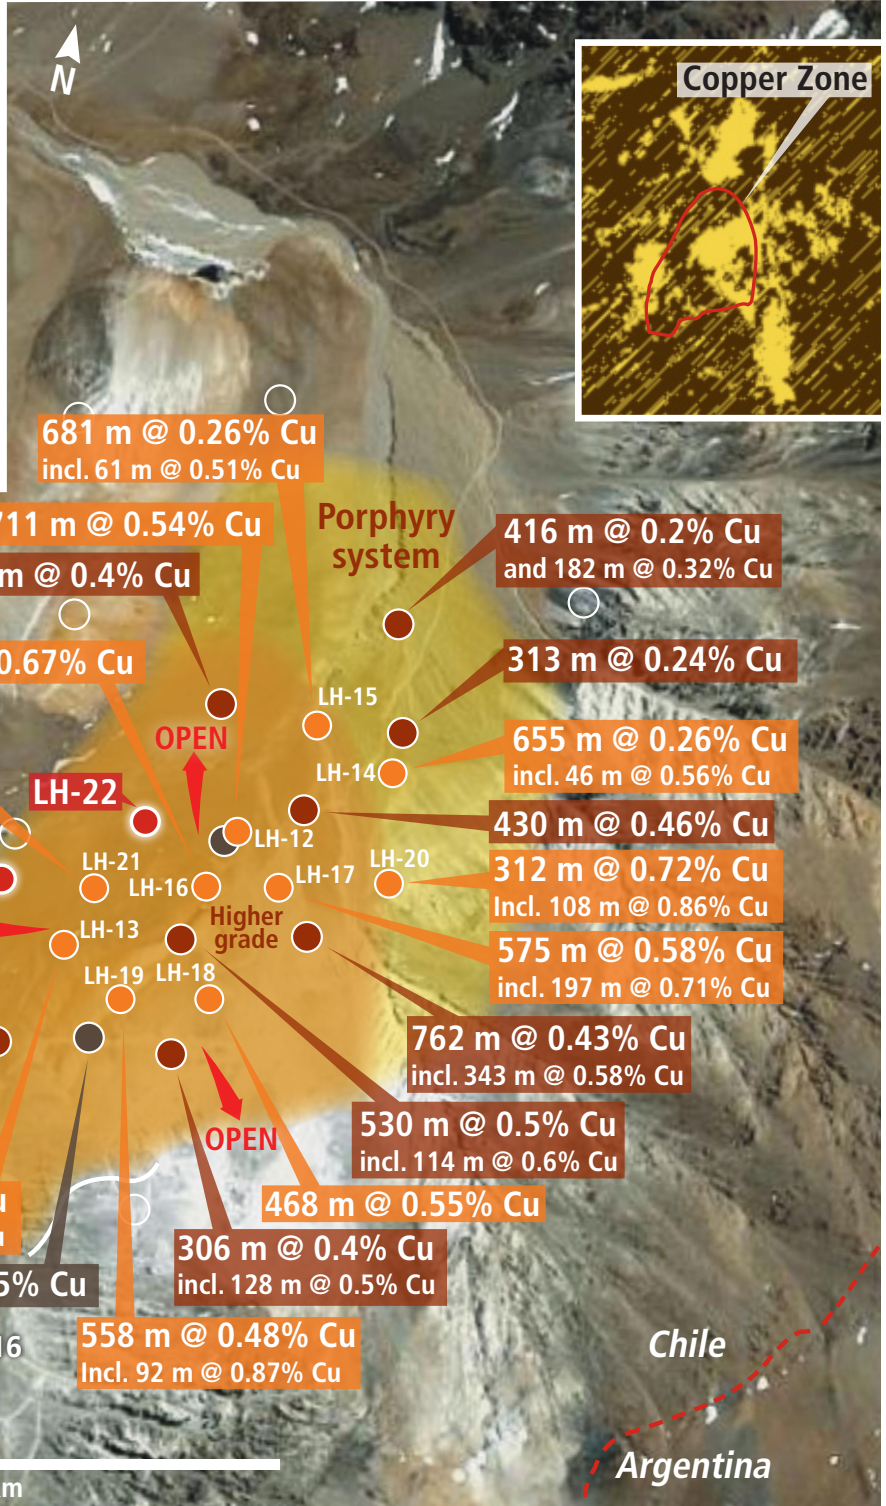 N
Copper Zone
681 m @ 0.26% Cu
incl. 61 m @ 0.51% Cu
711 m @ 0.54% Cu
Porphyry
system
416 m @ 0.2% Cu
and 182 m @ 0.32% Cu
m @ 0.4% Cu
0.67% Cu
313 m @ 0.24% Cu
LH-15
OPEN
655 m @ 0.26% Cu
incl. 46 m @ 0.56% Cu
LH-14
LH-22
430 m @ 0.46% Cu
LH-12
LH-21
LH-16
LH-17
LH-20
312 m @ 0.72% Cu
Incl. 108 m @ 0.86% Cu
Higher
grade
LH-13
575 m @ 0.58% Cu
incl. 197 m @ 0.71% Cu
LH-19
LH-18
762 m @ 0.43% Cu
incl. 343 m @ 0.58% Cu
OPEN
530 m @ 0.5% Cu
incl. 114 m @ 0.6% Cu
468 m @ 0.55% Cu
306 m @ 0.4% Cu
incl. 128 m @ 0.5% Cu
5% Cu
16
558 m @ 0.48% Cu
Incl. 92 m @ 0.87% Cu
Chile
Argentina
m